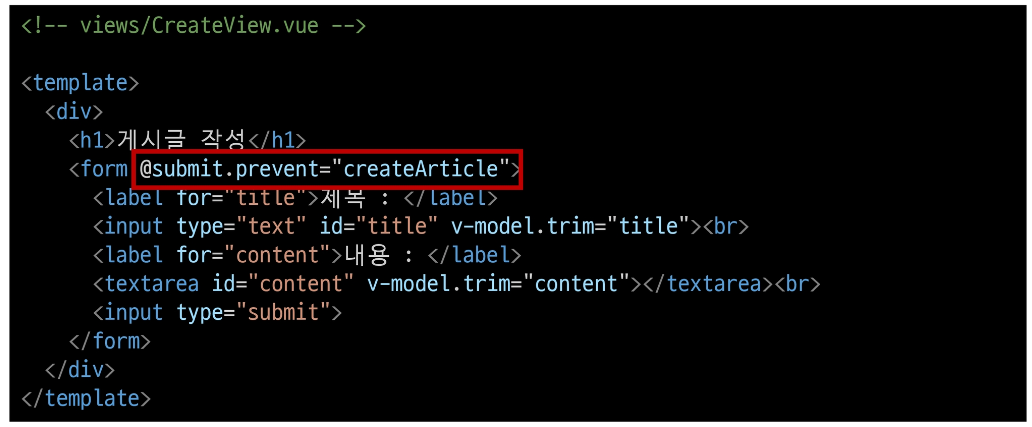 <!-- views/CreateView.vue -->
<template>
<div>
<h1>게시글 작성</h1>
<form @submit.prevent="createArticle">
<label for="title">제목 : </label>
<input type="text" id="title" v-model.trim="title"><br>
<label for="content">내용 : </label>
<textarea id="content" v-model.trim="content"></textarea><br>
<input type="submit">
</form>
</div>
</template>